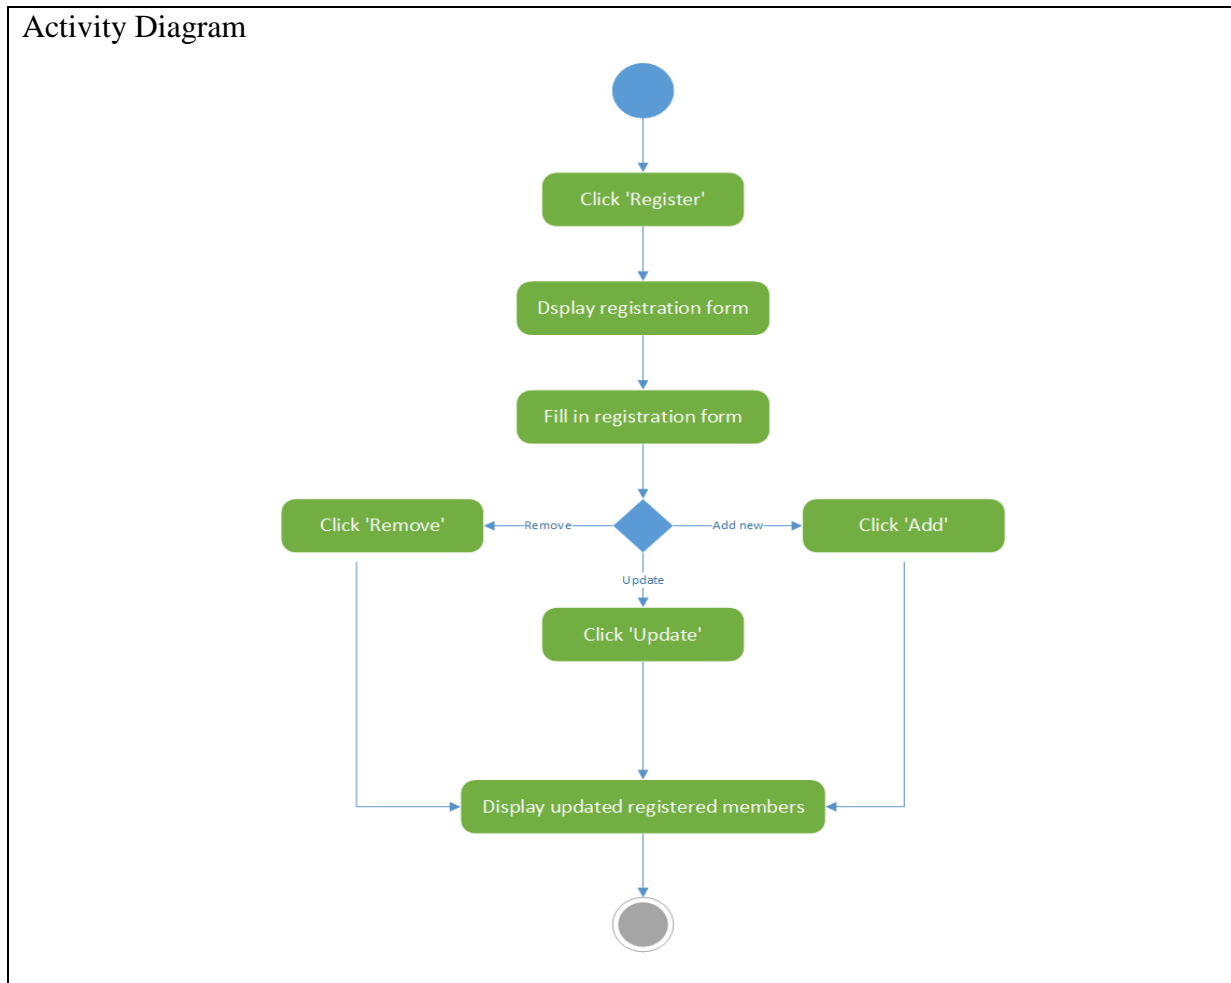 Activity Diagram
Click 'Register'
Dsplay registration form
Fill in registration form
Click 'Remove'
Remove
Add new
Click 'Add'
Update
Click 'Update'
Display updated registered members